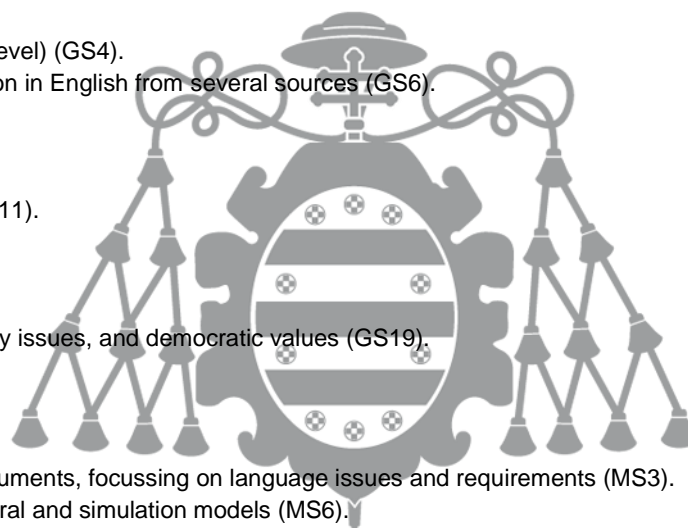 evel) (GS4).
on in English from several sources (GS6).
11).
y issues, and democratic values (GS19).
uments, focussing on language issues and requirements (MS3).
ral and simulation models (MS6).